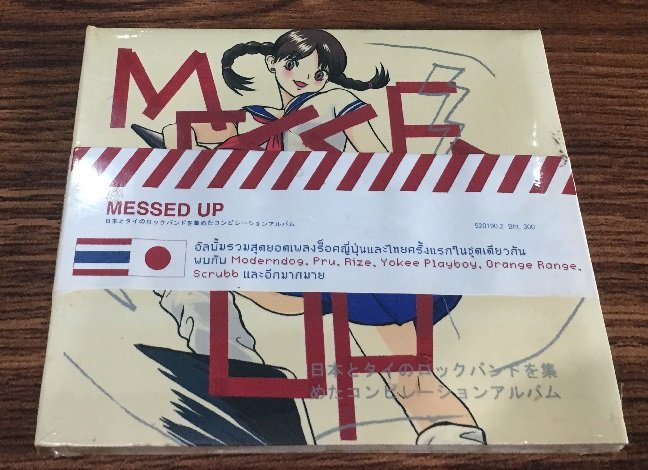 MESSED
UP
MESSED UP
日本とタイのロックバンドを集めたコンピレーションアルバム
520190.2 Bht. 300
อัลบั้มรวมสุดยอดเพลงร็อคญี่ปุ่นและไทยครั้งแรกในชุดเดียวกัน
พบกับ Moderndog, Pru, Rize, Yokee Playboy, Orange Range,
Scrubb และอีกมากมาย
日本とタイのロックバンドを集
めたコンピレーションアルバム